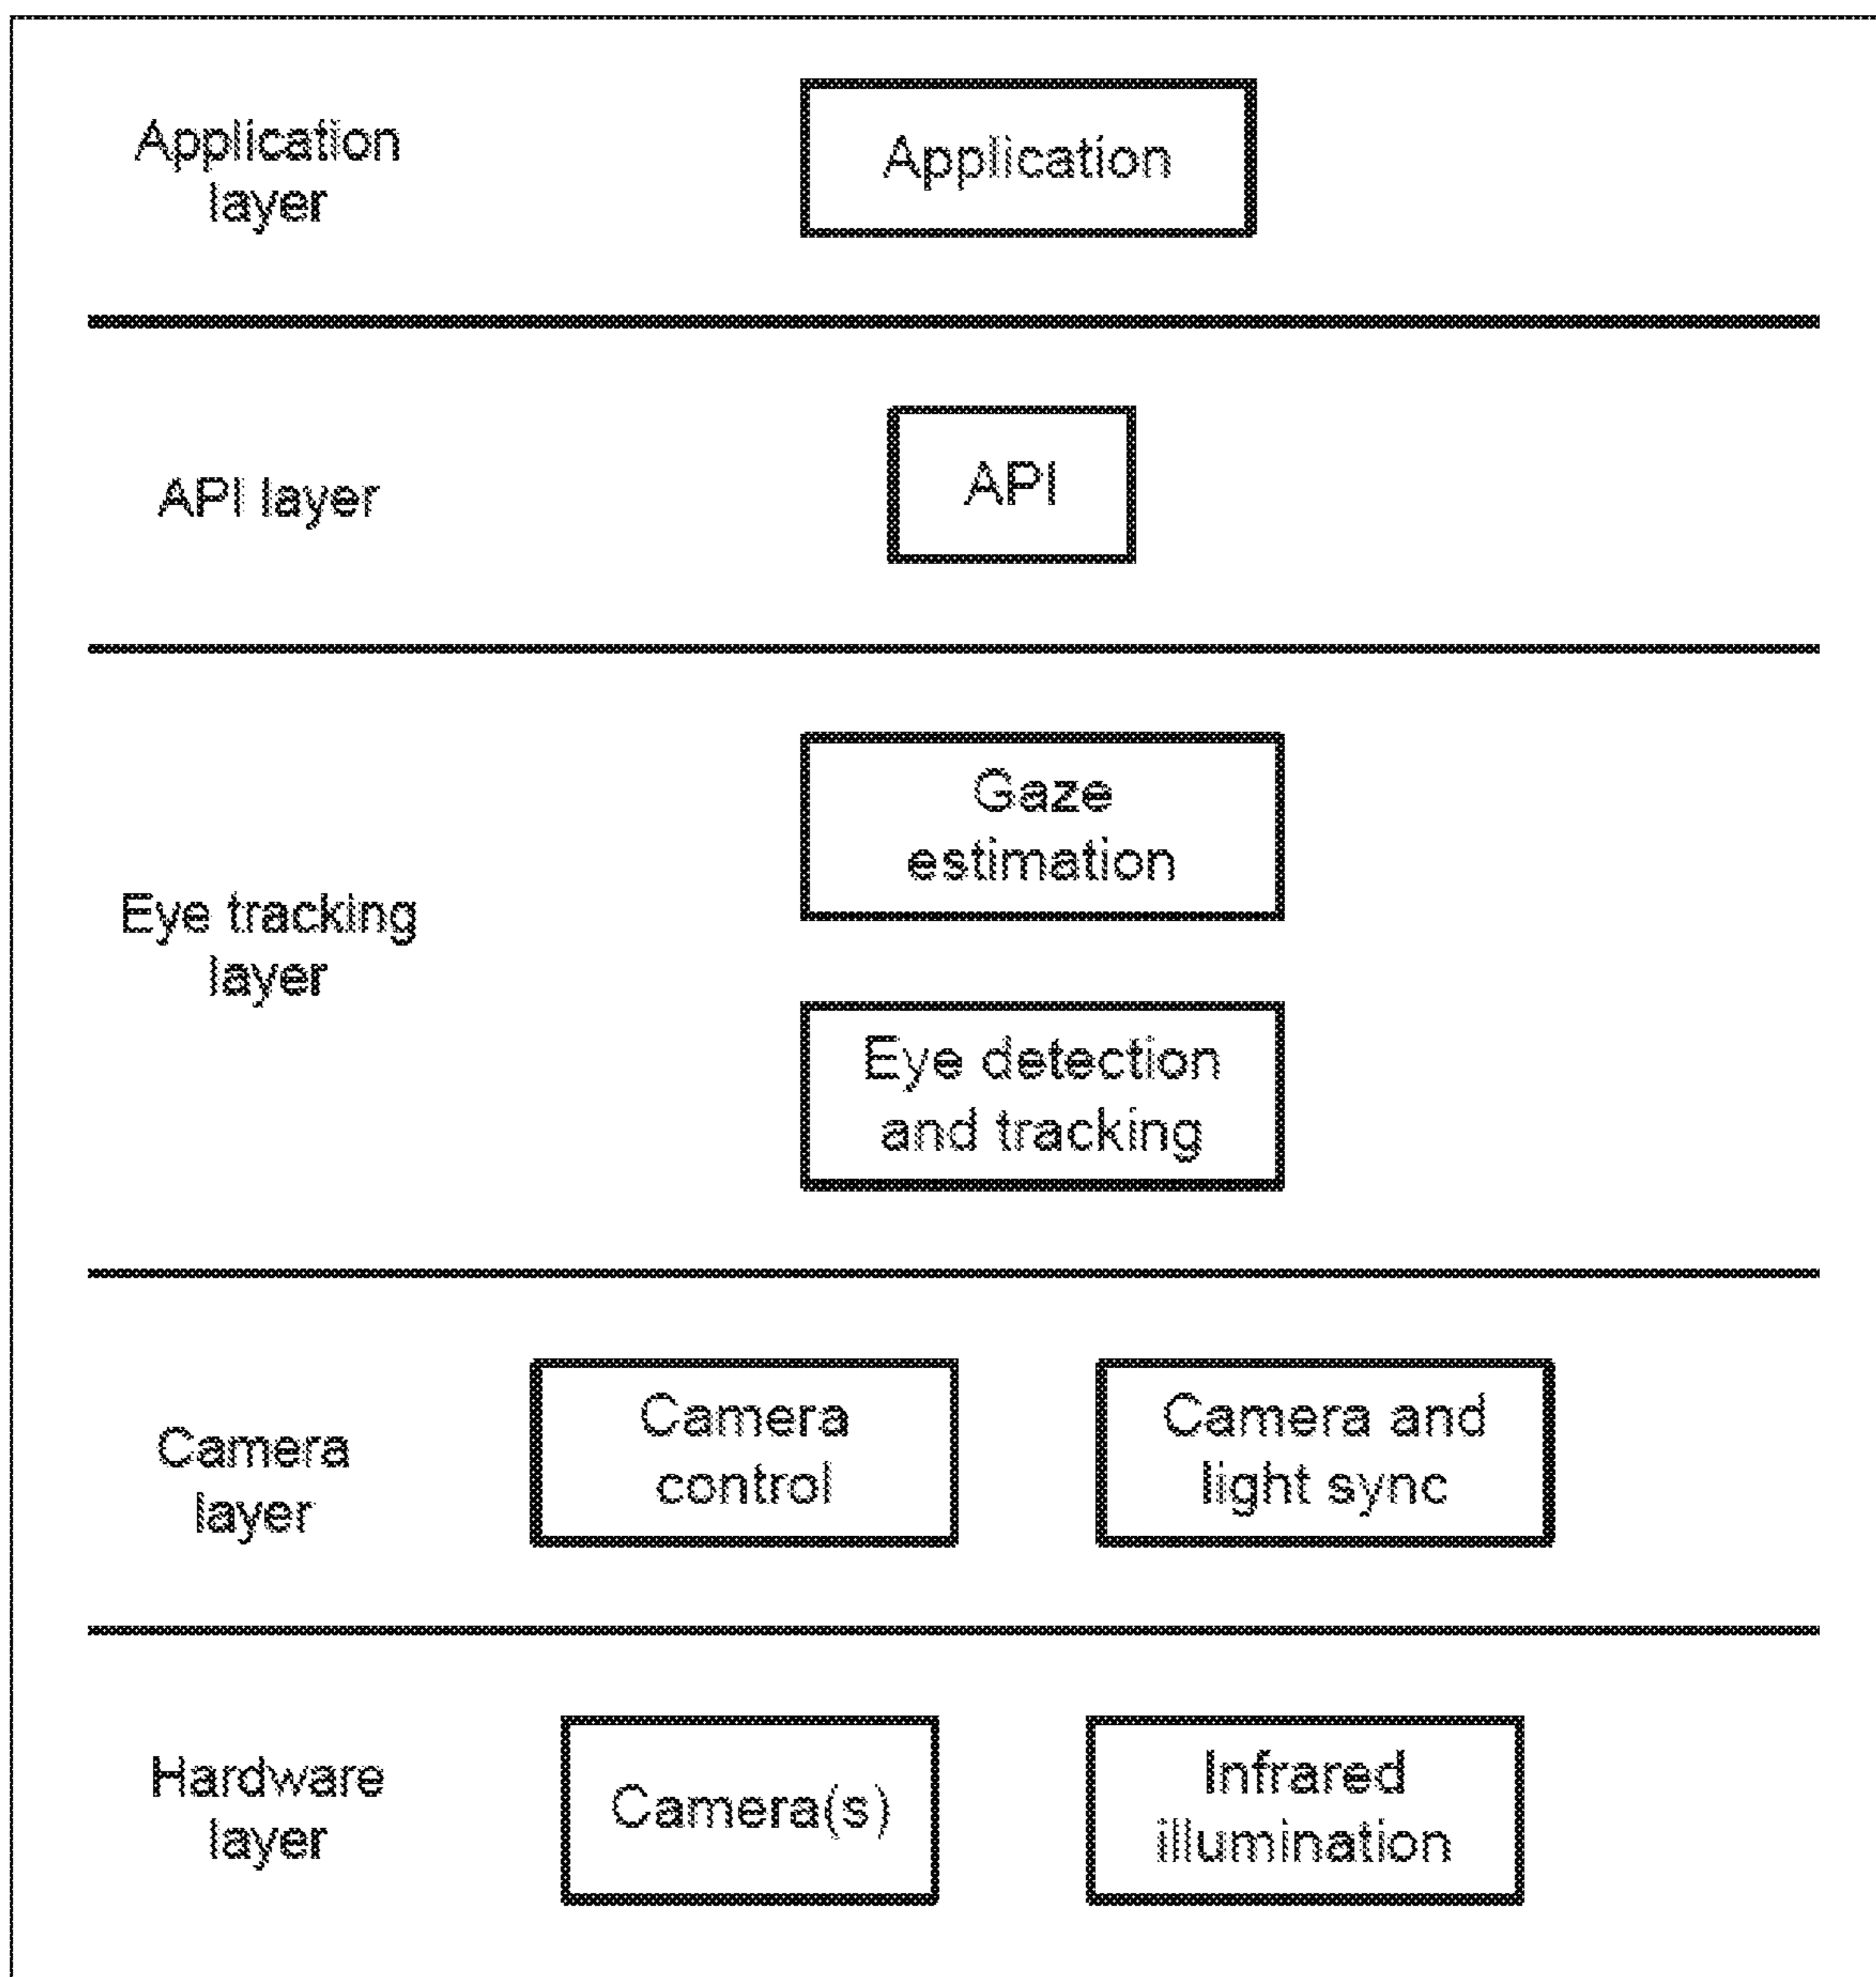 Application
layer
Application
API layer
API
Eye tracking
layer
Gaze
estimation
Eye detection
and tracking
Camera
layer
Camera
control
Camera and
light sync
Hardware
layer
Camera(s)
Infrared
illumination